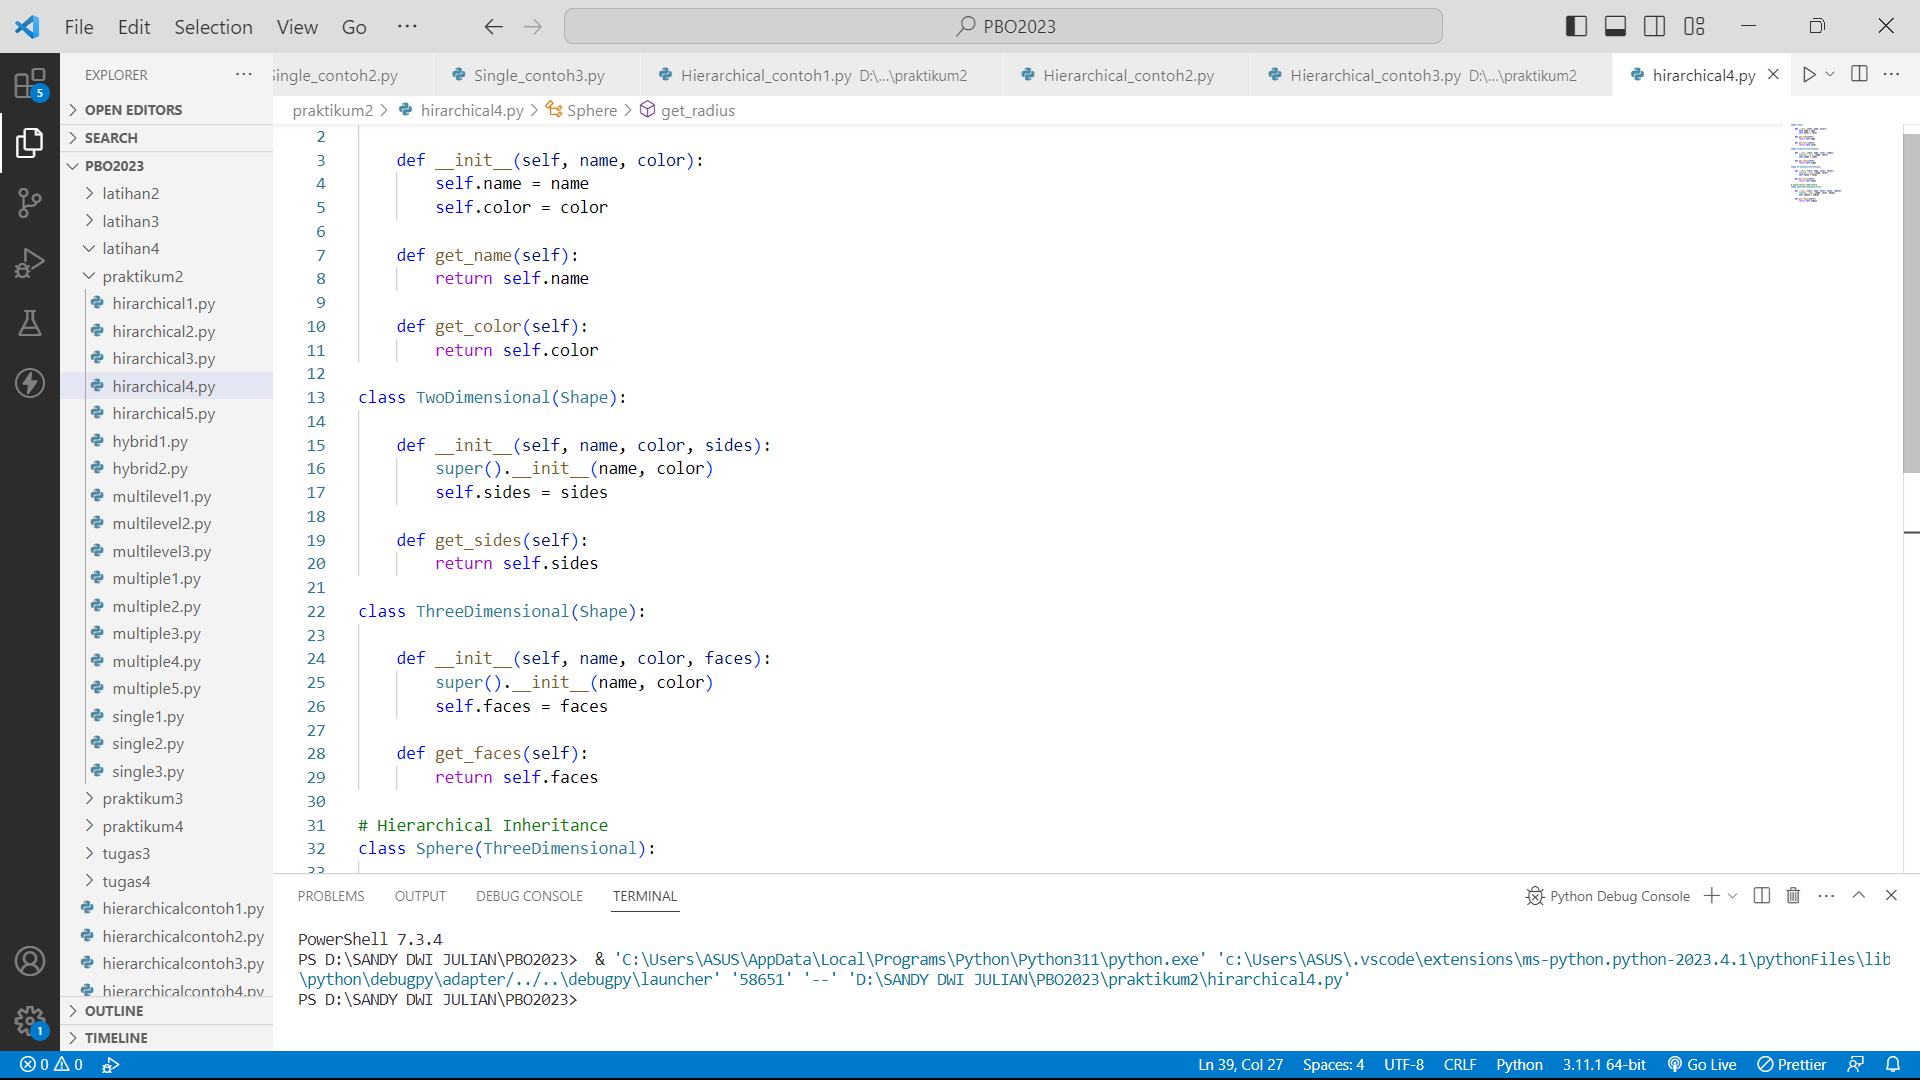 File Edit Selection View Go ··· PBO2023
EXPLORER ···
Single_contoh2.py Single_contoh3.py Hierarchical_contoh1.py D:\...\praktikum2 Hierarchical_contoh2.py Hierarchical_contoh3.py D:\...\praktikum2 hirarchical4.py
praktikum2 > hirarchical4.py > Sphere > get_radius
5
OPEN EDITORS
SEARCH
PBO2023
latihan2
latihan3
latihan4
praktikum2
hirarchical1.py
hirarchical2.py
hirarchical3.py
hirarchical4.py
hirarchical5.py
hybrid1.py
hybrid2.py
multilevel1.py
multilevel2.py
multilevel3.py
multiple1.py
multiple2.py
multiple3.py
multiple4.py
multiple5.py
single1.py
single2.py
single3.py
praktikum3
praktikum4
tugas3
tugas4
hierarchicalcontoh1.py
hierarchicalcontoh2.py
hierarchicalcontoh3.py
hierarchicalcontoh4.py
OUTLINE
TIMELINE
1
2
3 def __init__(self, name, color):
4 self.name = name
5 self.color = color
6
7 def get_name(self):
8 return self.name
9
10 def get_color(self):
11 return self.color
12
13 class TwoDimensional(Shape):
14
15 def __init__(self, name, color, sides):
16 super().__init__(name, color)
17 self.sides = sides
18
19 def get_sides(self):
20 return self.sides
21
22 class ThreeDimensional(Shape):
23
24 def __init__(self, name, color, faces):
25 super().__init__(name, color)
26 self.faces = faces
27
28 def get_faces(self):
29 return self.faces
30
31 # Hierarchical Inheritance
32 class Sphere(ThreeDimensional):
33
PROBLEMS OUTPUT DEBUG CONSOLE TERMINAL Python Debug Console
PowerShell 7.3.4
PS D:\SANDY DWI JULIAN\PBO2023>  & 'C:\Users\ASUS\AppData\Local\Programs\Python\Python311\python.exe' 'c:\Users\ASUS\.vscode\extensions\ms-python.python-2023.4.1\pythonFiles\lib
\python\debugpy\adapter/../..\debugpy\launcher' '58651' '--' 'D:\SANDY DWI JULIAN\PBO2023\praktikum2\hirarchical4.py'
PS D:\SANDY DWI JULIAN\PBO2023>
0 0 Ln 39, Col 27 Spaces: 4 UTF-8 CRLF Python 3.11.1 64-bit Go Live Prettier